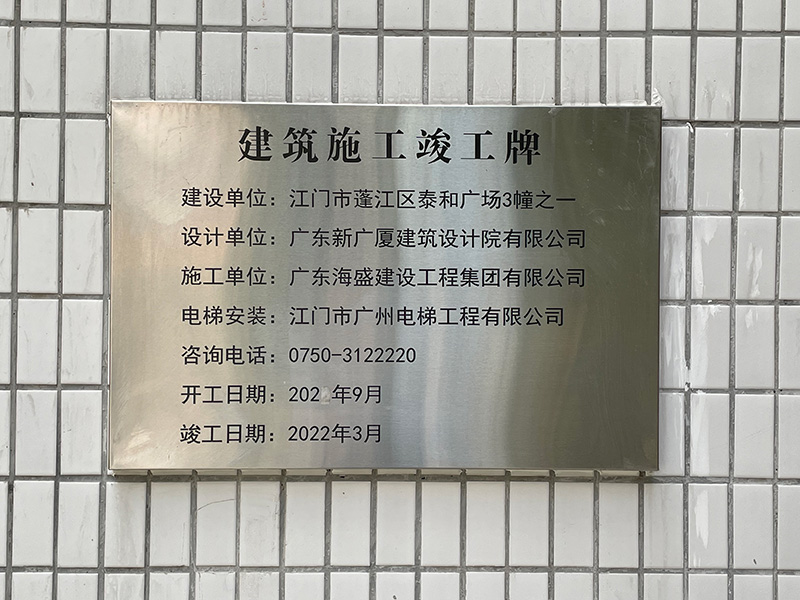 建筑施工竣工牌
建设单位：江门市蓬江区泰和广场3幢之一
设计单位：广东新广厦建筑设计院有限公司
施工单位：广东海盛建设工程集团有限公司
电梯安装：江门市广州电梯工程有限公司
咨询电话：0750-3122220
开工日期：202 年9月
竣工日期：2022年3月